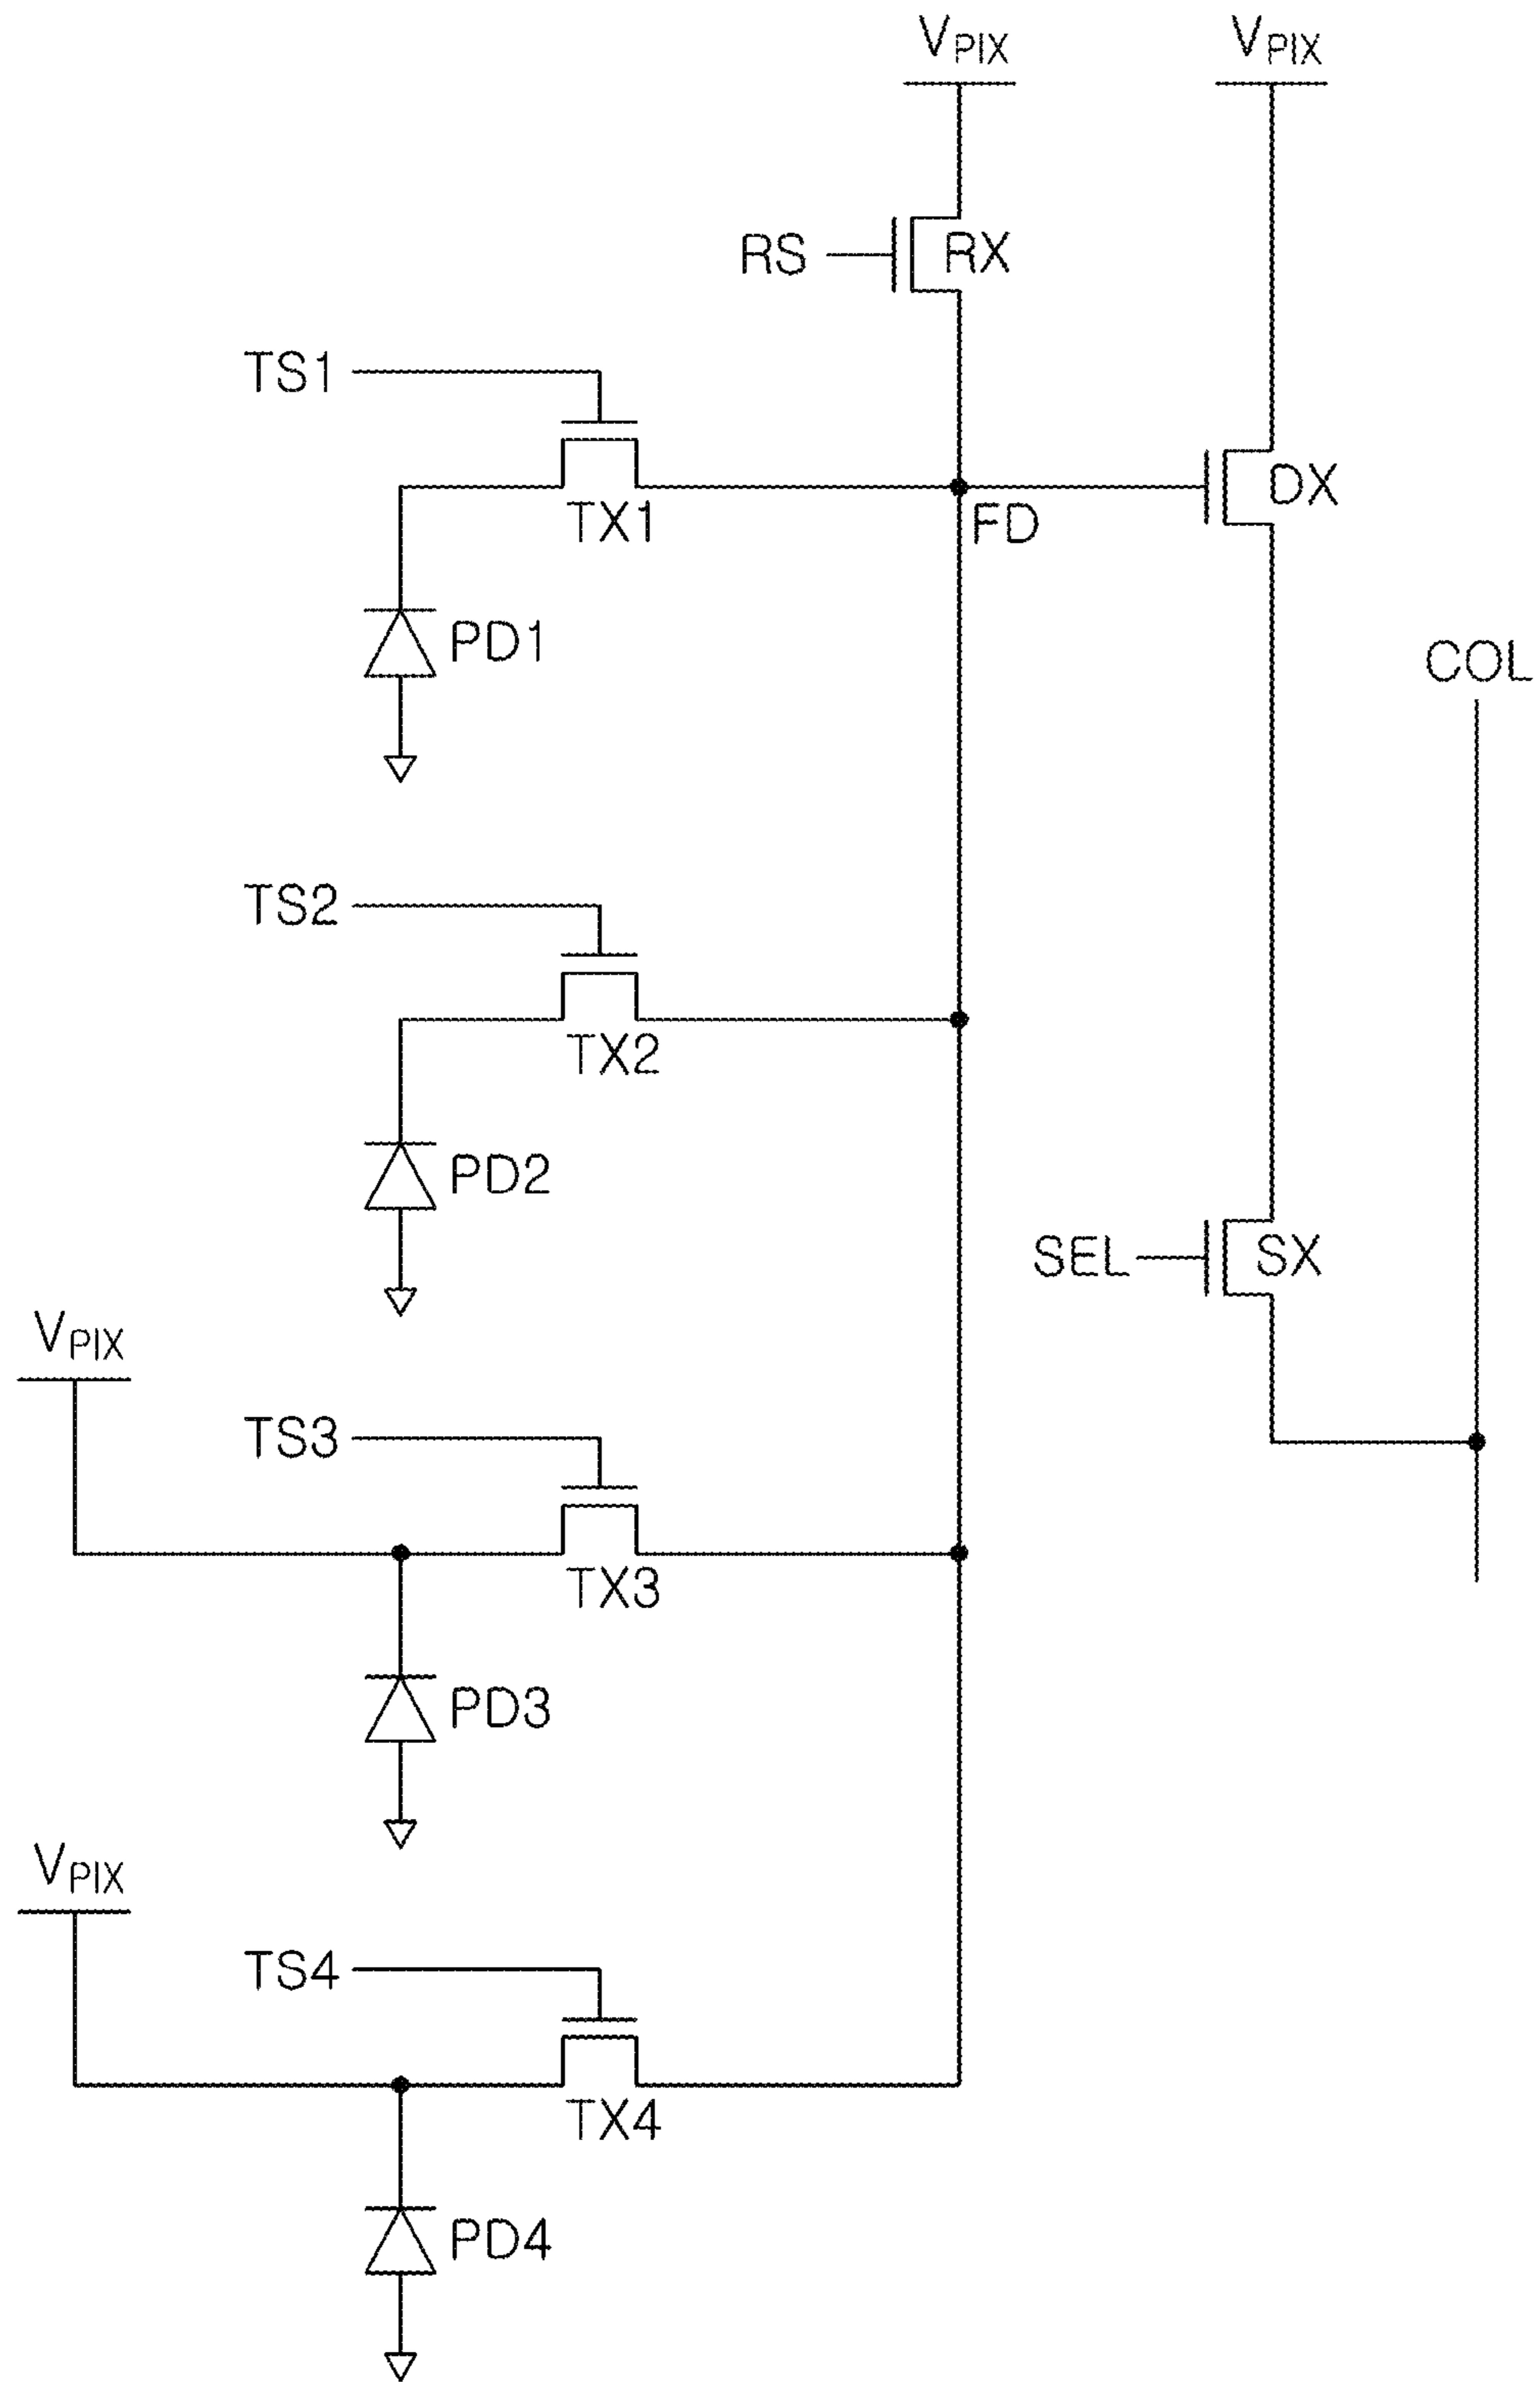 VPIX VPIX
RS RX
TS1
TX1 FD DX
PD1
COL
TS2
TX2
PD2
SEL SX
VPIX
TS3
TX3
PD3
VPIX
TS4
TX4
PD4